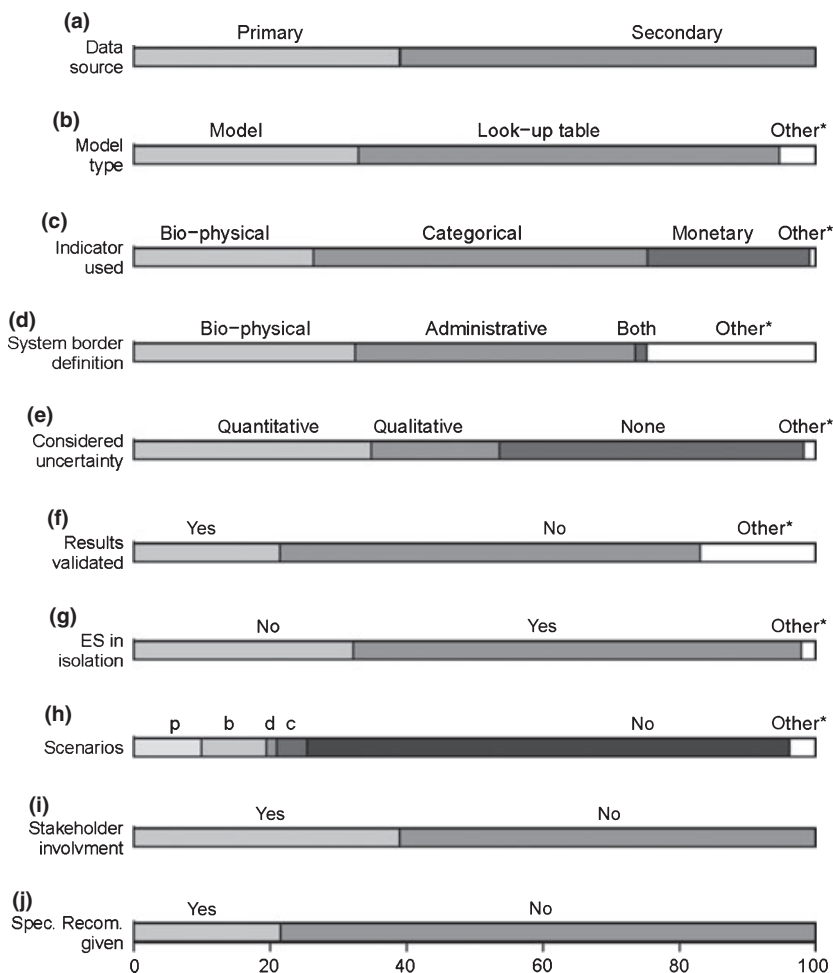 (a)
Primary Secondary
Data
source
(b)
Model Look-up table Other*
Model
type
(c)
Bio-physical Categorical Monetary Other*
Indicator
used
(d)
Bio-physical Administrative Both Other*
System border
definition
(e)
Quantitative Qualitative None Other*
Considered
uncertainty
(f)
Yes No Other*
Results
validated
(g)
No Yes Other*
ES in
isolation
(h)
p b d c No Other*
Scenarios
(i)
Yes No
Stakeholder
involvment
(j)
Yes No
Spec. Recom.
given
0 20 40 60 80 100